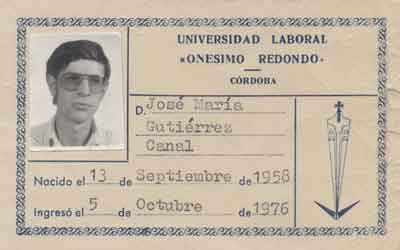 UNIVERSIDAD LABORAL
«ONESIMO REDONDO»
CÓRDOBA
D. José María
Gutiérrez
Canal
Nacido el 13 de Septiembre de 1958
Ingresó el 5 de Octubre de 1976